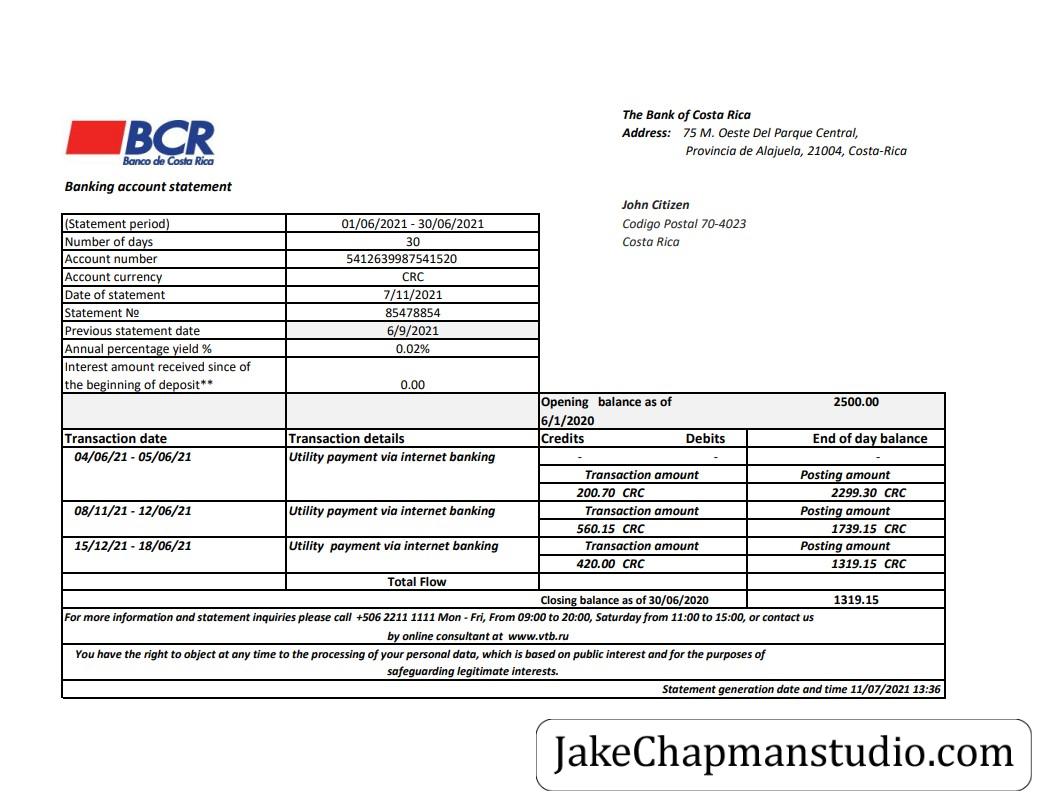 BCR
Banco de Costa Rica
The Bank of Costa Rica
Address: 75 M. Oeste Del Parque Central,
Provincia de Alajuela, 21004, Costa-Rica
Banking account statement
John Citizen
Codigo Postal 70-4023
Costa Rica
(Statement period) 01/06/2021 - 30/06/2021
Number of days 30
Account number 5412639987541520
Account currency CRC
Date of statement 7/11/2021
Statement № 85478854
Previous statement date 6/9/2021
Annual percentage yield % 0.02%
Interest amount received since of
the beginning of deposit** 0.00
Opening balance as of 2500.00
6/1/2020
Transaction date Transaction details Credits Debits End of day balance
04/06/21 - 05/06/21 Utility payment via internet banking - - -
Transaction amount Posting amount
200.70 CRC 2299.30 CRC
08/11/21 - 12/06/21 Utility payment via internet banking Transaction amount Posting amount
560.15 CRC 1739.15 CRC
15/12/21 - 18/06/21 Utility payment via internet banking Transaction amount Posting amount
420.00 CRC 1319.15 CRC
Total Flow
Closing balance as of 30/06/2020 1319.15
For more information and statement inquiries please call +506 2211 1111 Mon - Fri, From 09:00 to 20:00, Saturday from 11:00 to 15:00, or contact us
by online consultant at www.vtb.ru
You have the right to object at any time to the processing of your personal data, which is based on public interest and for the purposes of
safeguarding legitimate interests.
Statement generation date and time 11/07/2021 13:36
JakeChapmanstudio.com